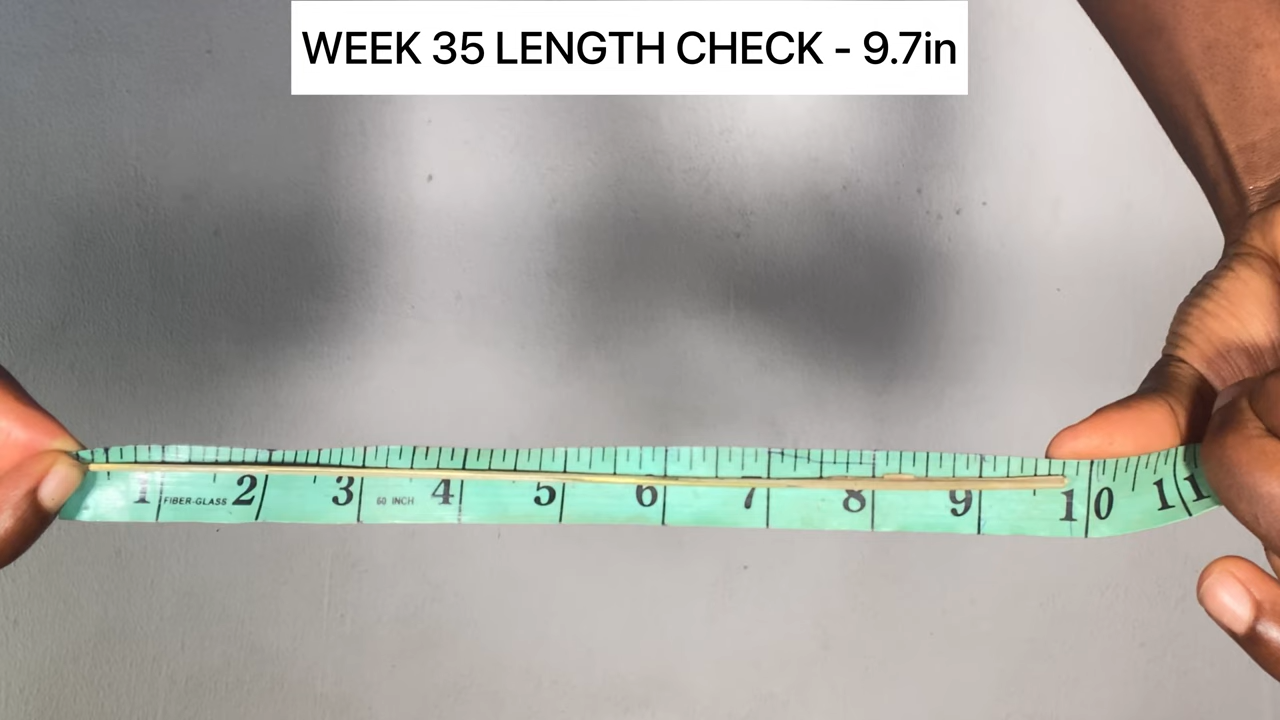 WEEK 35 LENGTH CHECK - 9.7in
1 FIBER-GLASS 2 3 60 INCH 4 5 6 7 8 9 10 11